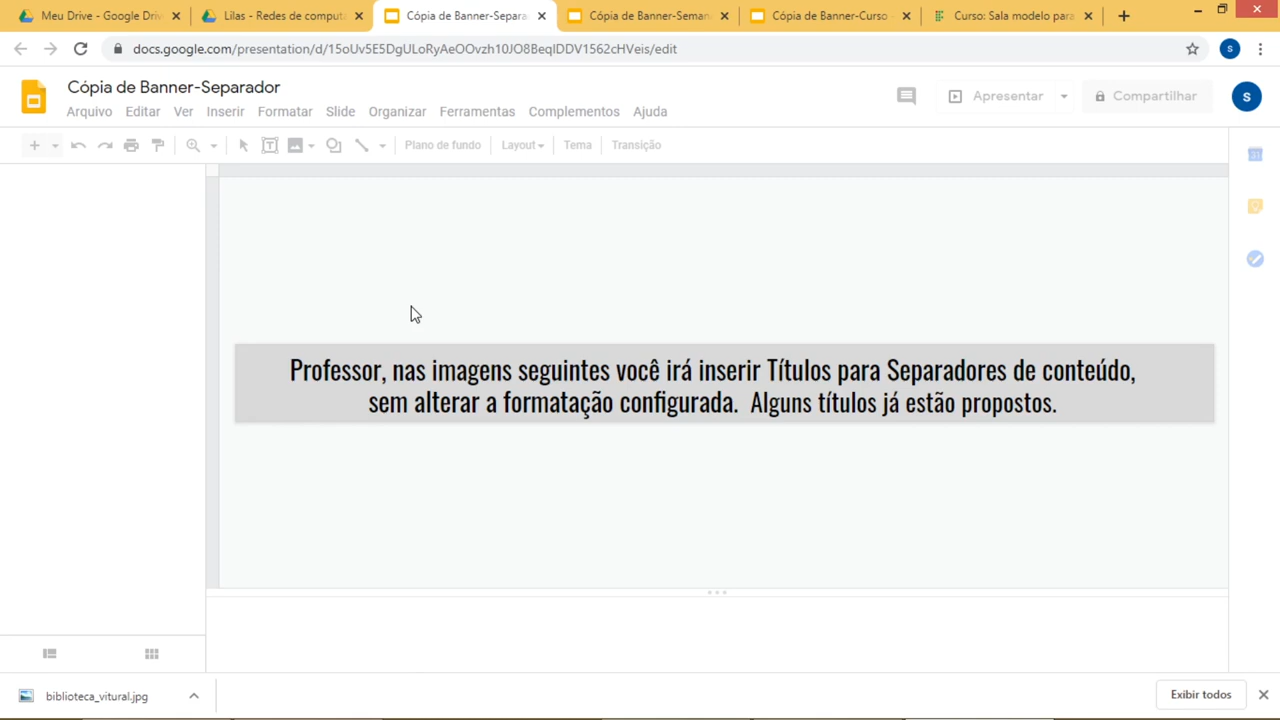 Meu Drive - Google Driv
Lilas - Redes de computa
Cópia de Banner-Separa
Cópia de Banner-Seman
Cópia de Banner-Curso -
Curso: Sala modelo para
docs.google.com/presentation/d/15oUv5E5DgULoRyAeOOvzh10JO8BeqIDDV1562cHVeis/edit
S
Cópia de Banner-Separador
Arquivo Editar Ver Inserir Formatar Slide Organizar Ferramentas Complementos Ajuda
Apresentar
Compartilhar
S
Plano de fundo Layout Tema Transição
31
Professor, nas imagens seguintes você irá inserir Títulos para Separadores de conteúdo,
sem alterar a formatação configurada. Alguns títulos já estão propostos.
biblioteca_vitural.jpg
Exibir todos